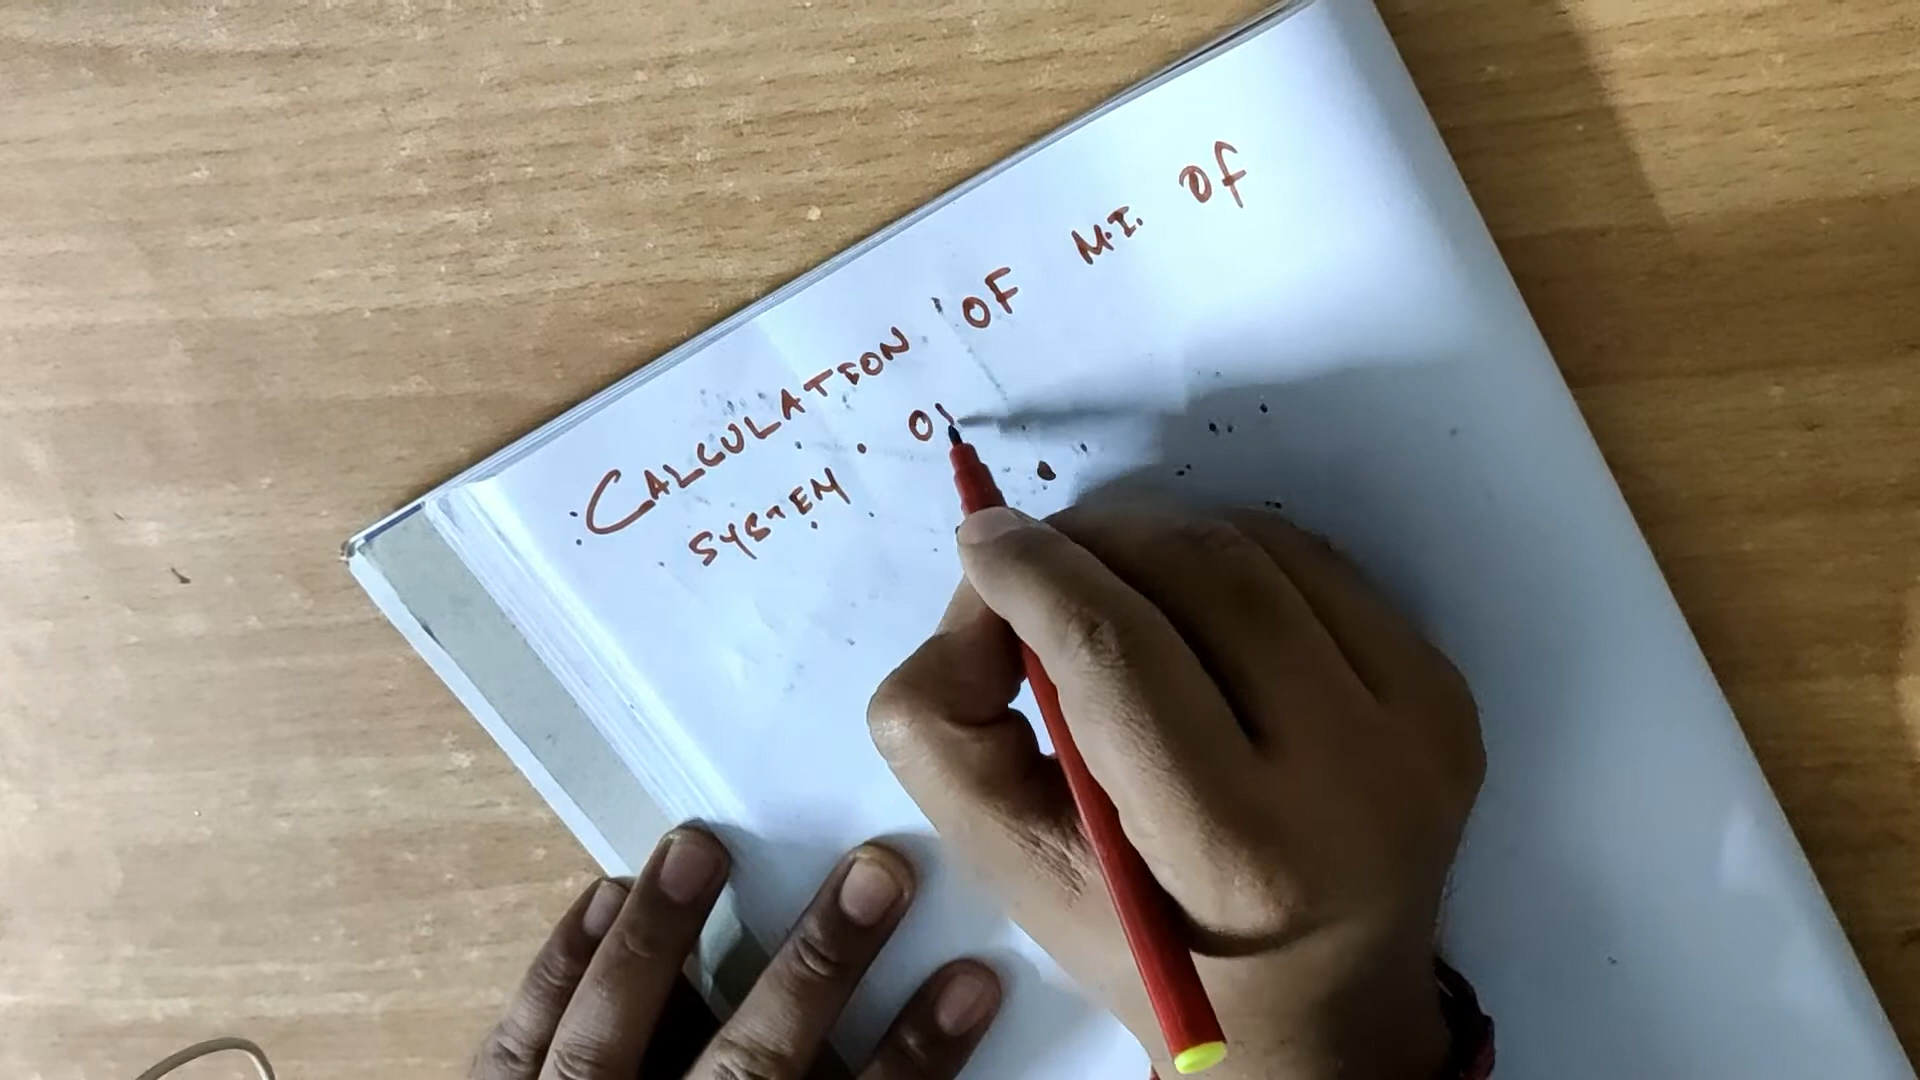 CALCULATION OF M.I. Of
SYSTEM.